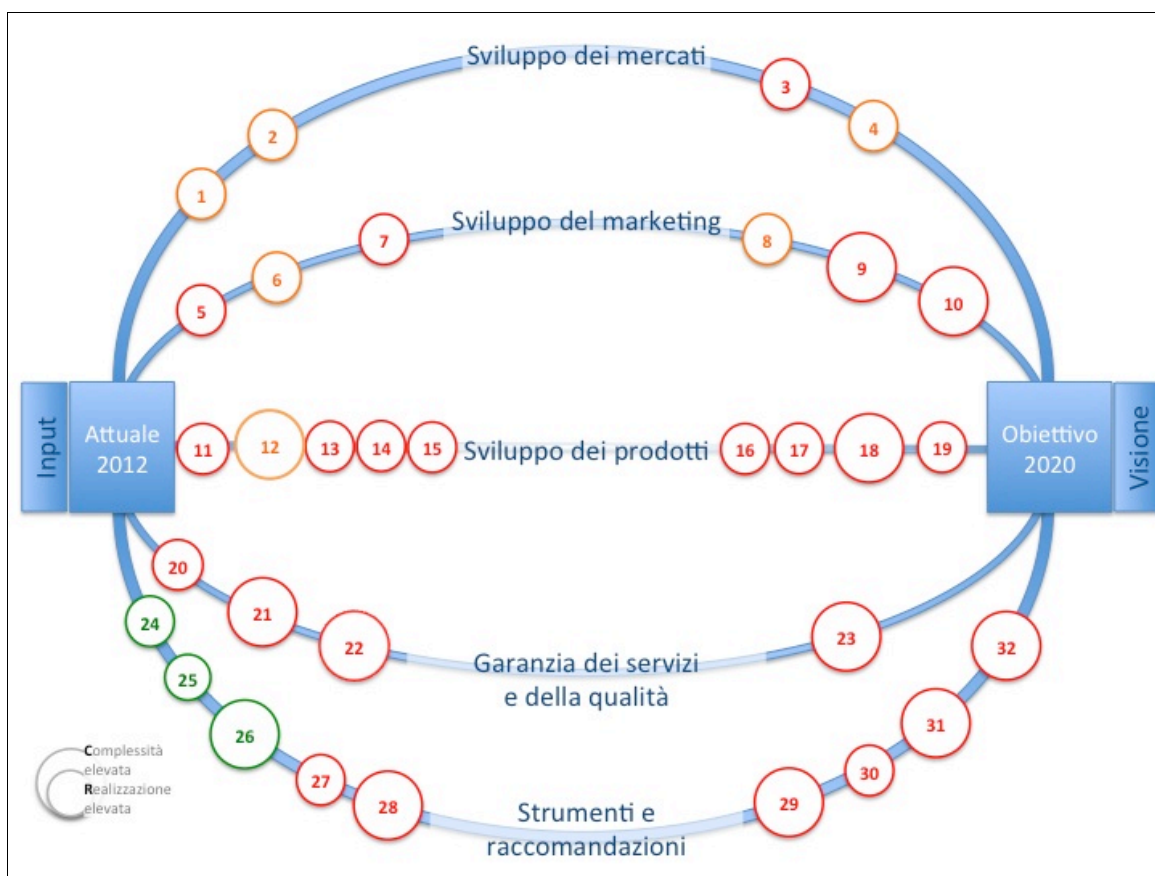 Sviluppo dei mercati
3
2
4
1
Sviluppo del marketing
7
8
6
9
5
10
Input
Attuale
2012
11
12
13
14
15
Sviluppo dei prodotti
16
17
18
19
Obiettivo
2020
Visione
20
21
22
23
24
25
26
27
28
Garanzia dei servizi
e della qualità
32
31
30
29
Strumenti e
raccomandazioni
Complessità
elevata
Realizzazione
elevata